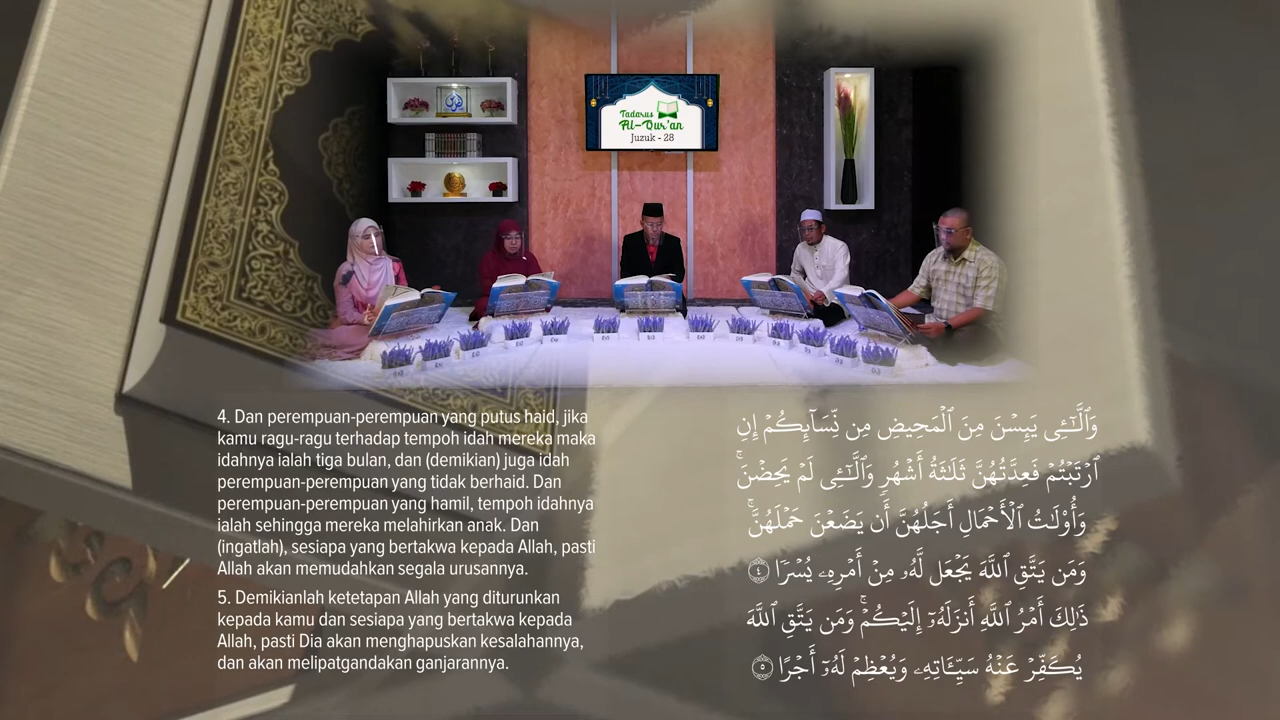 Tadarus
Al-Qur'an
Juzuk - 28
4. Dan perempuan-perempuan yang putus haid, jika
kamu ragu-ragu terhadap tempoh idah mereka maka
idahnya ialah tiga bulan, dan (demikian) juga idah
perempuan-perempuan yang tidak berhaid. Dan
perempuan-perempuan yang hamil, tempoh idahnya
ialah sehingga mereka melahirkan anak. Dan
(ingatlah), sesiapa yang bertakwa kepada Allah, pasti
Allah akan memudahkan segala urusannya.
5. Demikianlah ketetapan Allah yang diturunkan
kepada kamu dan sesiapa yang bertakwa kepada
Allah, pasti Dia akan menghapuskan kesalahannya,
dan akan melipatgandakan ganjarannya.
وَٱلَّـٰٓـِٔى يَئِسۡنَ مِنَ ٱلۡمَحِيضِ مِن نِّسَآئِكُمۡ إِنِ
ٱرۡتَبۡتُمۡ فَعِدَّتُهُنَّ ثَلَـٰثَةُ أَشۡهُرٍ وَٱلَّـٰٓـِٔى لَمۡ يَحِضۡنَۚ
وَأُوْلَـٰتُ ٱلۡأَحۡمَالِ أَجَلُهُنَّ أَن يَضَعۡنَ حَمۡلَهُنَّۚ
وَمَن يَتَّقِ ٱللَّهَ يَجۡعَل لَّهُۥ مِنۡ أَمۡرِهِۦ يُسۡرًا ٤
ذَٰلِكَ أَمۡرُ ٱللَّهِ أَنزَلَهُۥٓ إِلَيۡكُمۡۚ وَمَن يَتَّقِ ٱللَّهَ
يُكَفِّرۡ عَنۡهُ سَيِّـَٔاتِهِۦ وَيُعۡظِمۡ لَهُۥٓ أَجۡرًا ٥